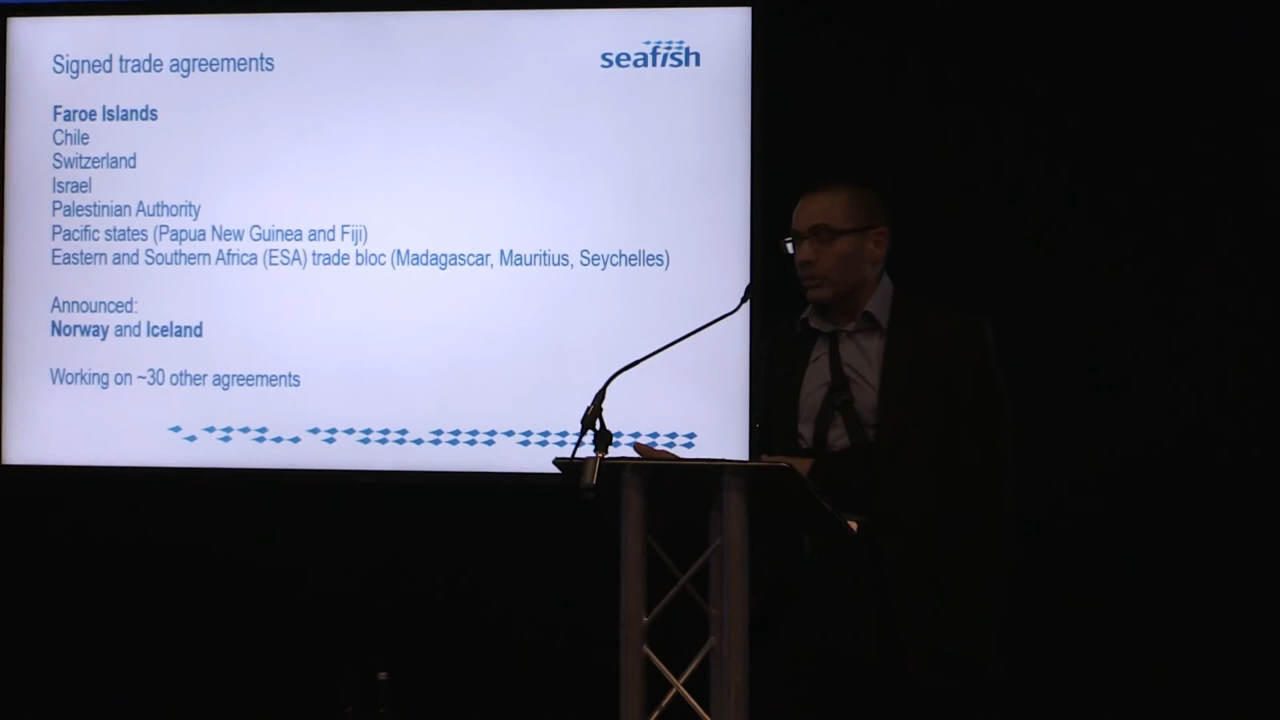 Signed trade agreements
seafish
Faroe Islands
Chile
Switzerland
Israel
Palestinian Authority
Pacific states (Papua New Guinea and Fiji)
Eastern and Southern Africa (ESA) trade bloc (Madagascar, Mauritius, Seychelles)
Announced:
Norway and Iceland
Working on ~30 other agreements